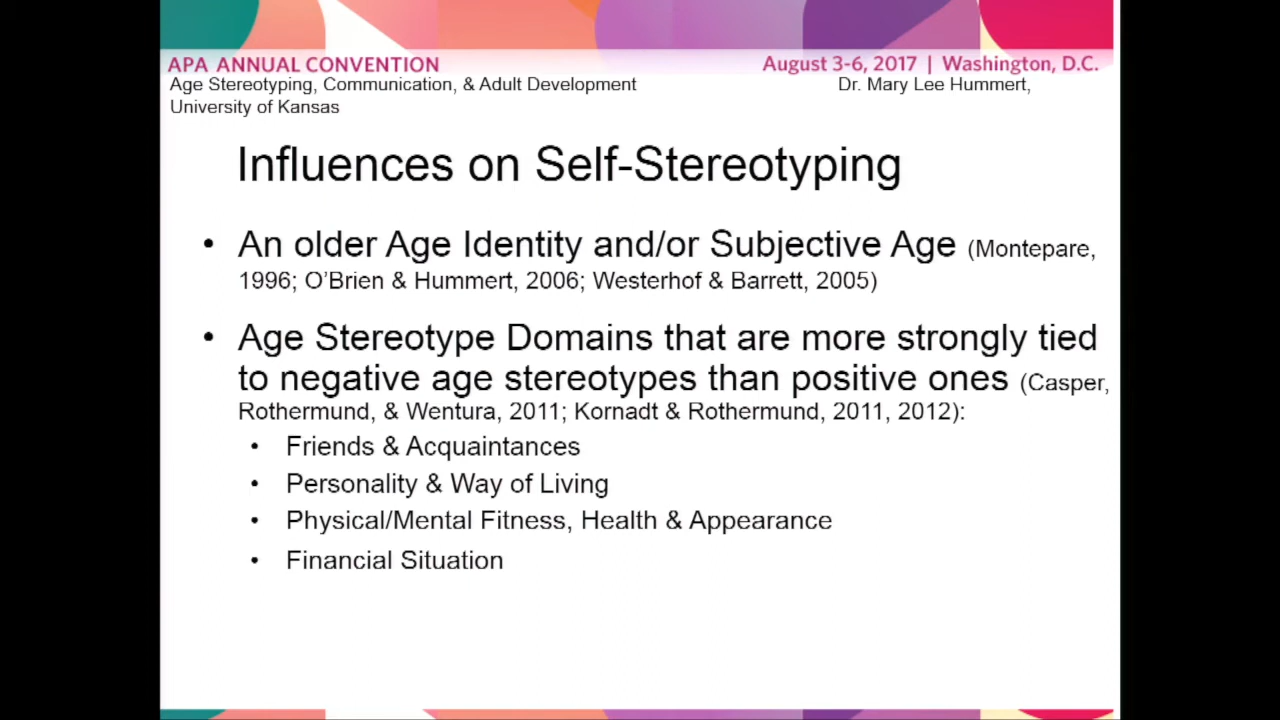 APA ANNUAL CONVENTION August 3-6, 2017 | Washington, D.C.
Age Stereotyping, Communication, & Adult Development Dr. Mary Lee Hummert,
University of Kansas
Influences on Self-Stereotyping
• An older Age Identity and/or Subjective Age (Montepare,
1996; O’Brien & Hummert, 2006; Westerhof & Barrett, 2005)
• Age Stereotype Domains that are more strongly tied
to negative age stereotypes than positive ones (Casper,
Rothermund, & Wentura, 2011; Kornadt & Rothermund, 2011, 2012):
• Friends & Acquaintances
• Personality & Way of Living
• Physical/Mental Fitness, Health & Appearance
• Financial Situation